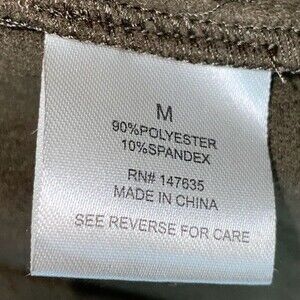 M
90%POLYESTER
10%SPANDEX
RN# 147635
MADE IN CHINA
SEE REVERSE FOR CARE